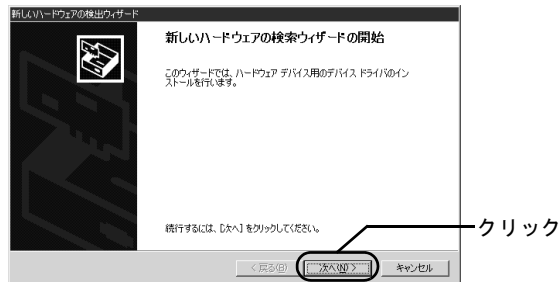 新しいハードウェアの検出ウィザード
新しいハードウェアの検索ウィザードの開始
このウィザードでは、ハードウェア デバイス用のデバイス ドライバのイン
ストールを行います。
続行するには、[次へ] をクリックしてください。
クリック
< 戻る(B)
次へ(N) >
キャンセル